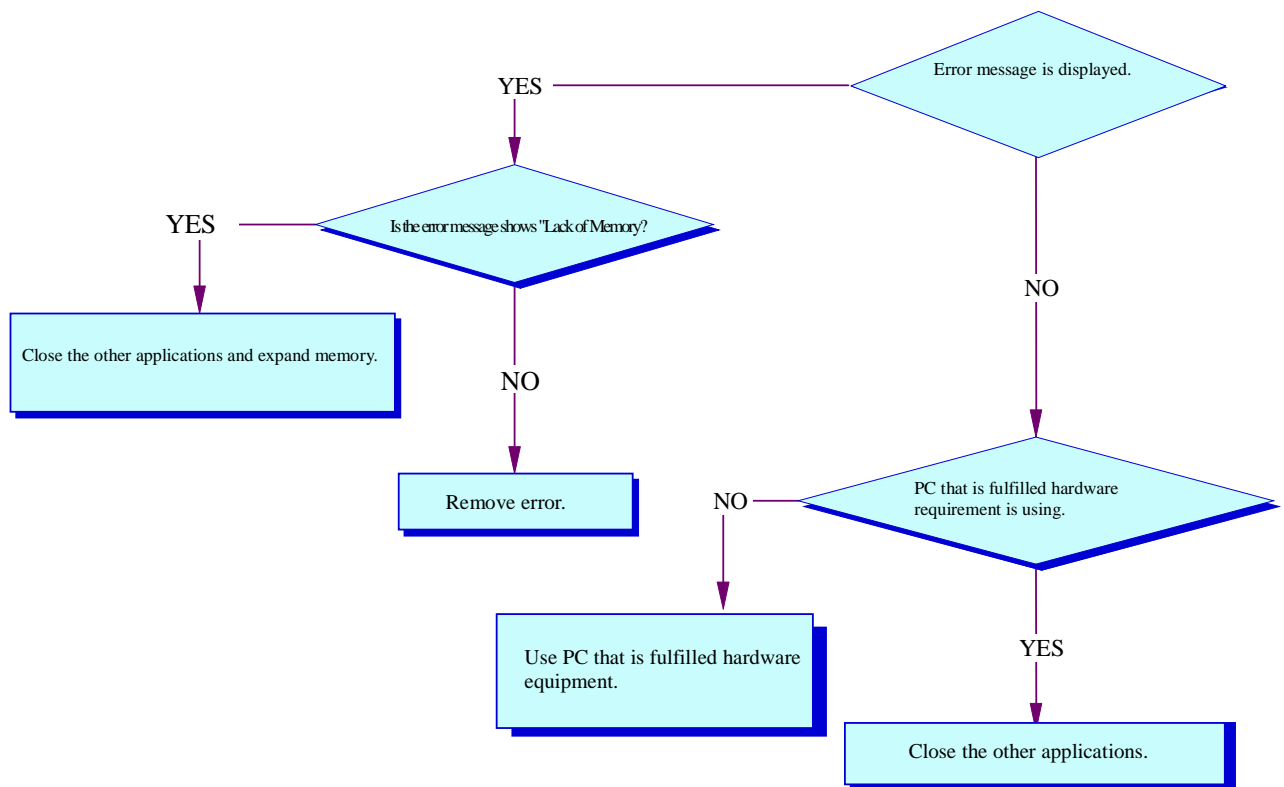 Error message is displayed.
YES
Is the error message shows "Lack of Memory?
YES
NO
Close the other applications and expand memory.
NO
Remove error.
PC that is fulfilled hardware
requirement is using.
NO
Use PC that is fulfilled hardware
equipment.
YES
Close the other applications.